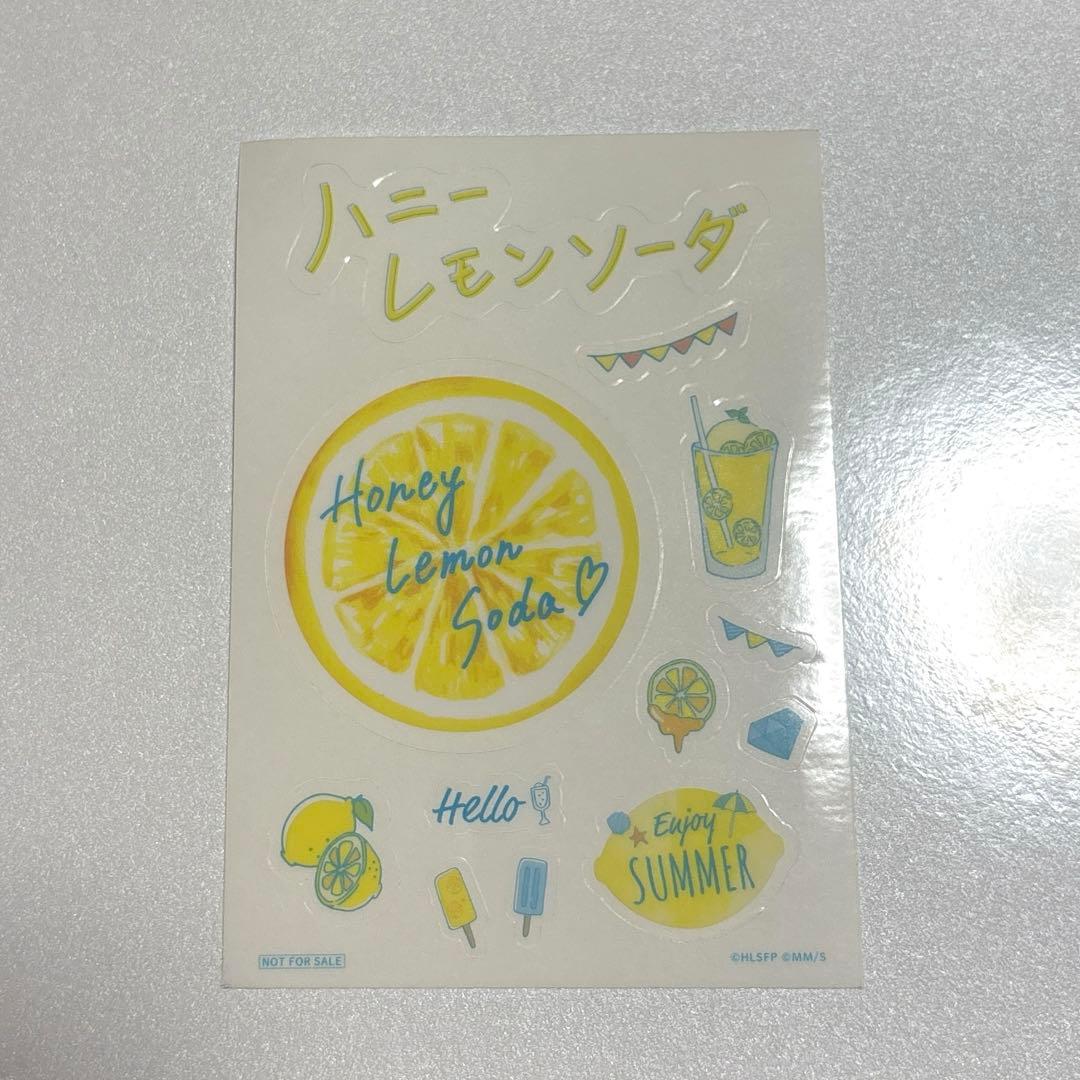 ハニー
レモンソーダ
Honey
Lemon
Soda
Hello
Enjoy
SUMMER
NOT FOR SALE
©HLSFP ©MM/S